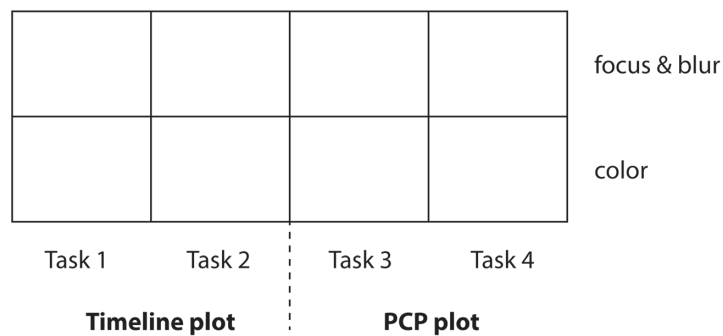 focus & blur
color
Task 1 Task 2 Task 3 Task 4
Timeline plot PCP plot